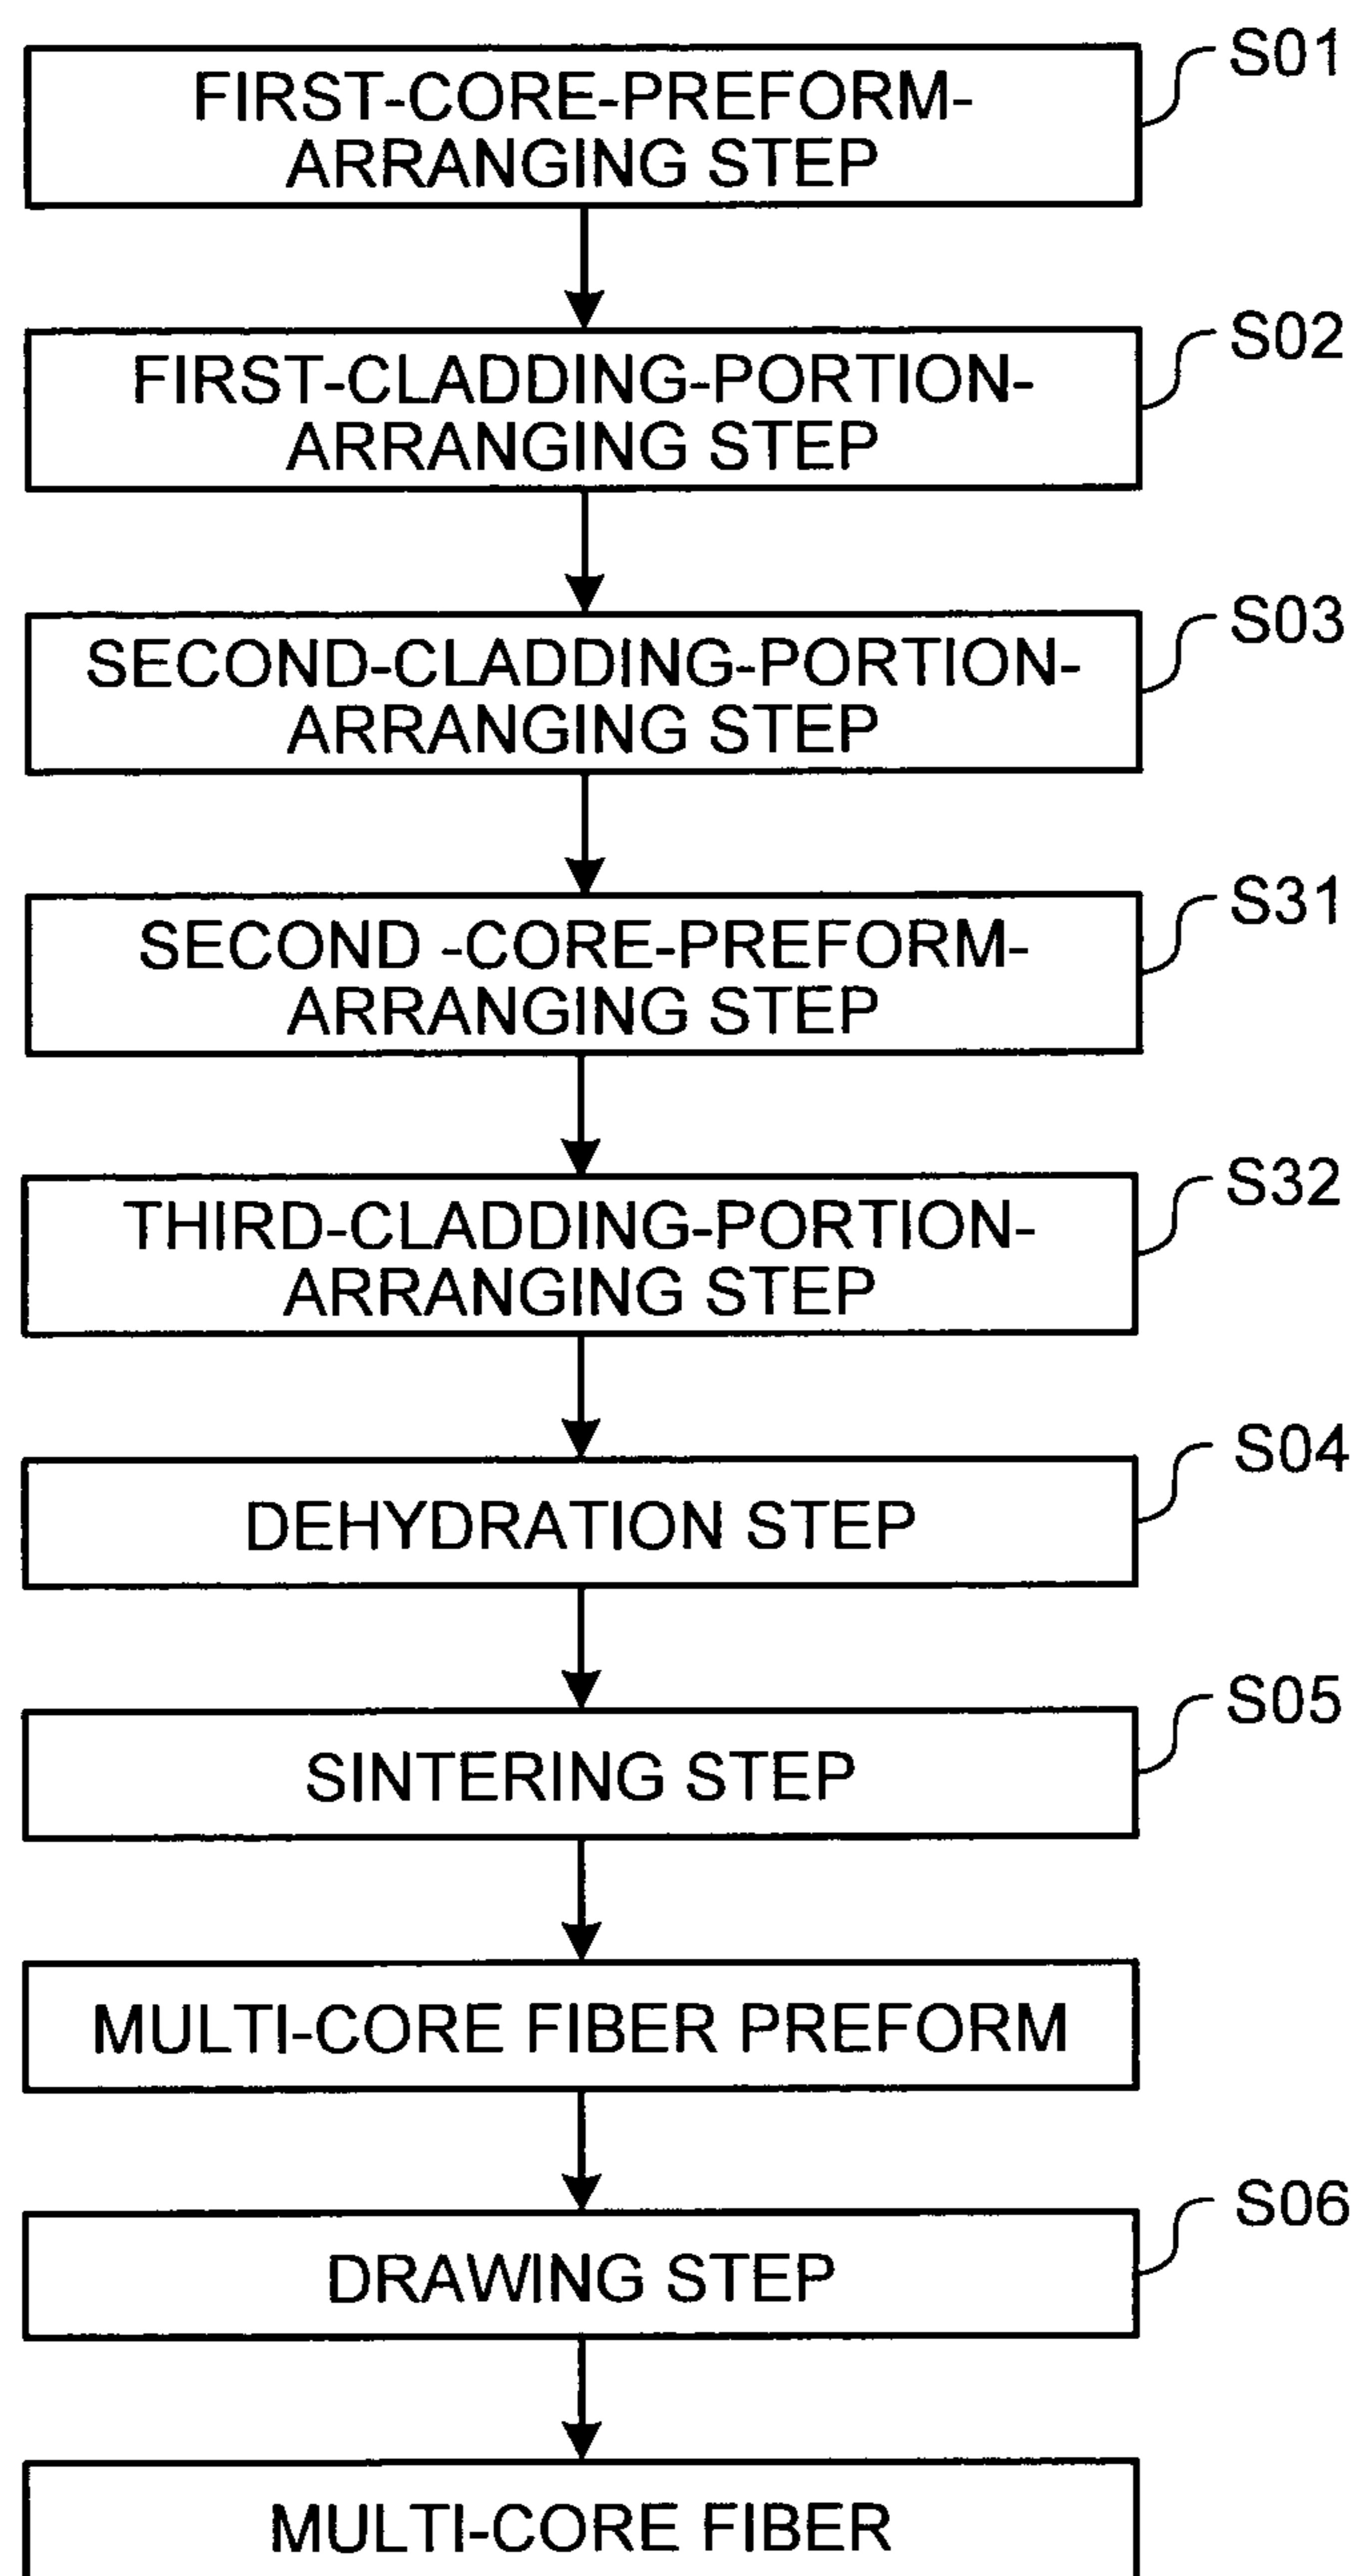 S01
FIRST-CORE-PREFORM-
ARRANGING STEP
S02
FIRST-CLADDING-PORTION-
ARRANGING STEP
S03
SECOND-CLADDING-PORTION-
ARRANGING STEP
S31
SECOND -CORE-PREFORM-
ARRANGING STEP
S32
THIRD-CLADDING-PORTION-
ARRANGING STEP
S04
DEHYDRATION STEP
S05
SINTERING STEP
MULTI-CORE FIBER PREFORM
S06
DRAWING STEP
MULTI-CORE FIBER